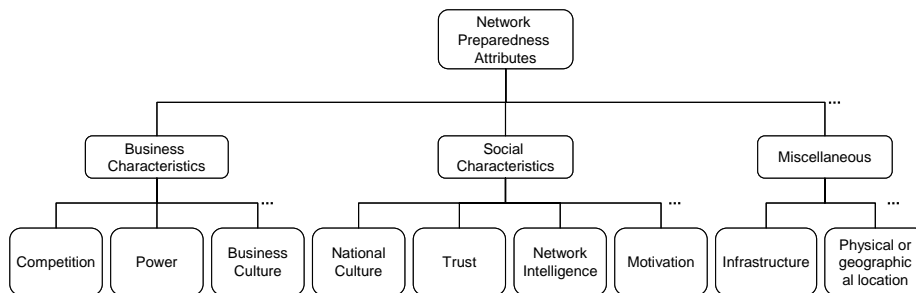 Network
Preparedness
Attributes
...
Business
Characteristics
Social
Characteristics
Miscellaneous
...
...
Competition
Power
Business
Culture
National
Culture
Trust
Network
Intelligence
Motivation
Infrastructure
Physical or
geographic
al location